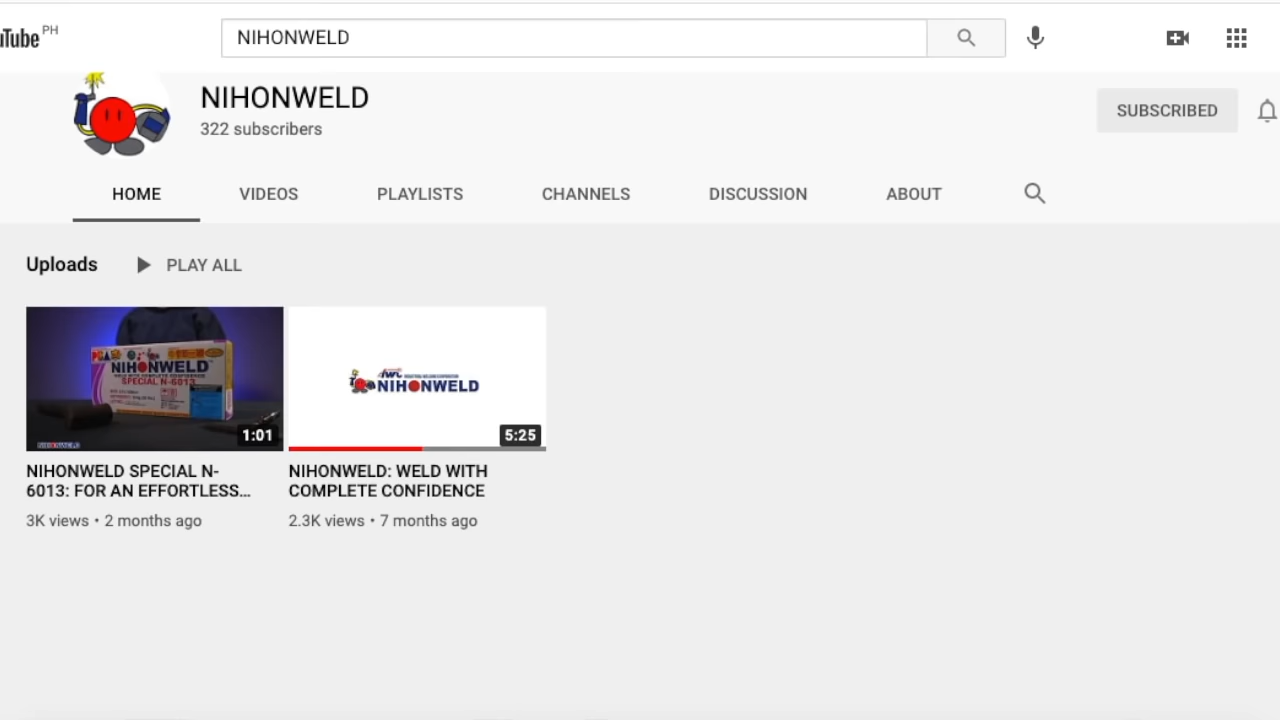 uTube PH
NIHONWELD
NIHONWELD
322 subscribers
SUBSCRIBED
HOME
VIDEOS
PLAYLISTS
CHANNELS
DISCUSSION
ABOUT
Uploads
PLAY ALL
NIHONWELD
SPECIAL N-6013
NIHONWELD
1:01
NIHONWELD
5:25
NIHONWELD SPECIAL N-
6013: FOR AN EFFORTLESS...
3K views • 2 months ago
NIHONWELD: WELD WITH
COMPLETE CONFIDENCE
2.3K views • 7 months ago